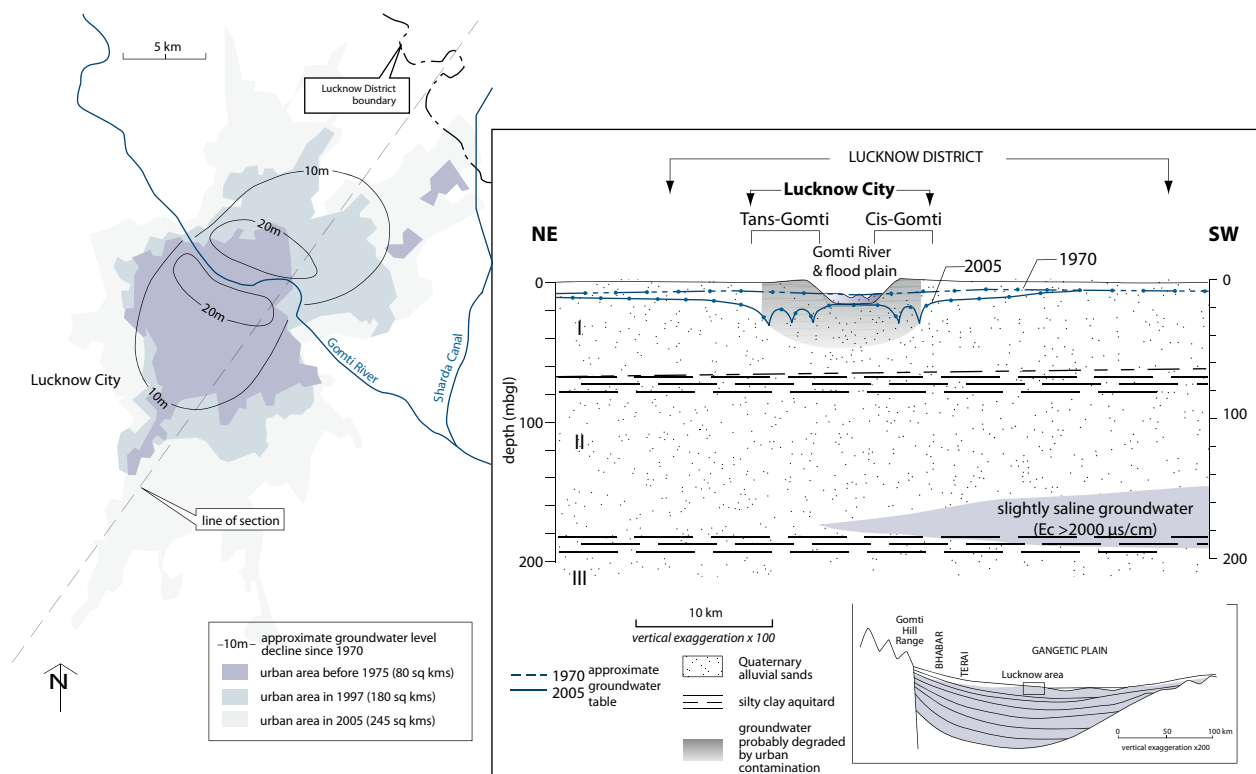 5 km
Lucknow District
boundary
10m
20m
20m
10m
Lucknow City
Gomti River
Sharda Canal
line of section
N
–10m– approximate groundwater level
decline since 1970
urban area before 1975 (80 sq kms)
urban area in 1997 (180 sq kms)
urban area in 2005 (245 sq kms)
LUCKNOW DISTRICT
Lucknow City
Tans-Gomti
Cis-Gomti
NE
SW
Gomti River
& flood plain
2005
1970
0
100
200
depth (mbgl)
0
100
200
I
II
III
slightly saline groundwater
(Ec >2000 µs/cm)
10 km
vertical exaggeration x 100
1970
2005
approximate
groundwater
table
Quaternary
alluvial sands
silty clay aquitard
groundwater
probably degraded
by urban
contamination
Gomti
Hill
Range
BHABAR
TERAI
GANGETIC PLAIN
Lucknow area
0 50 100 km
vertical exaggeration x200